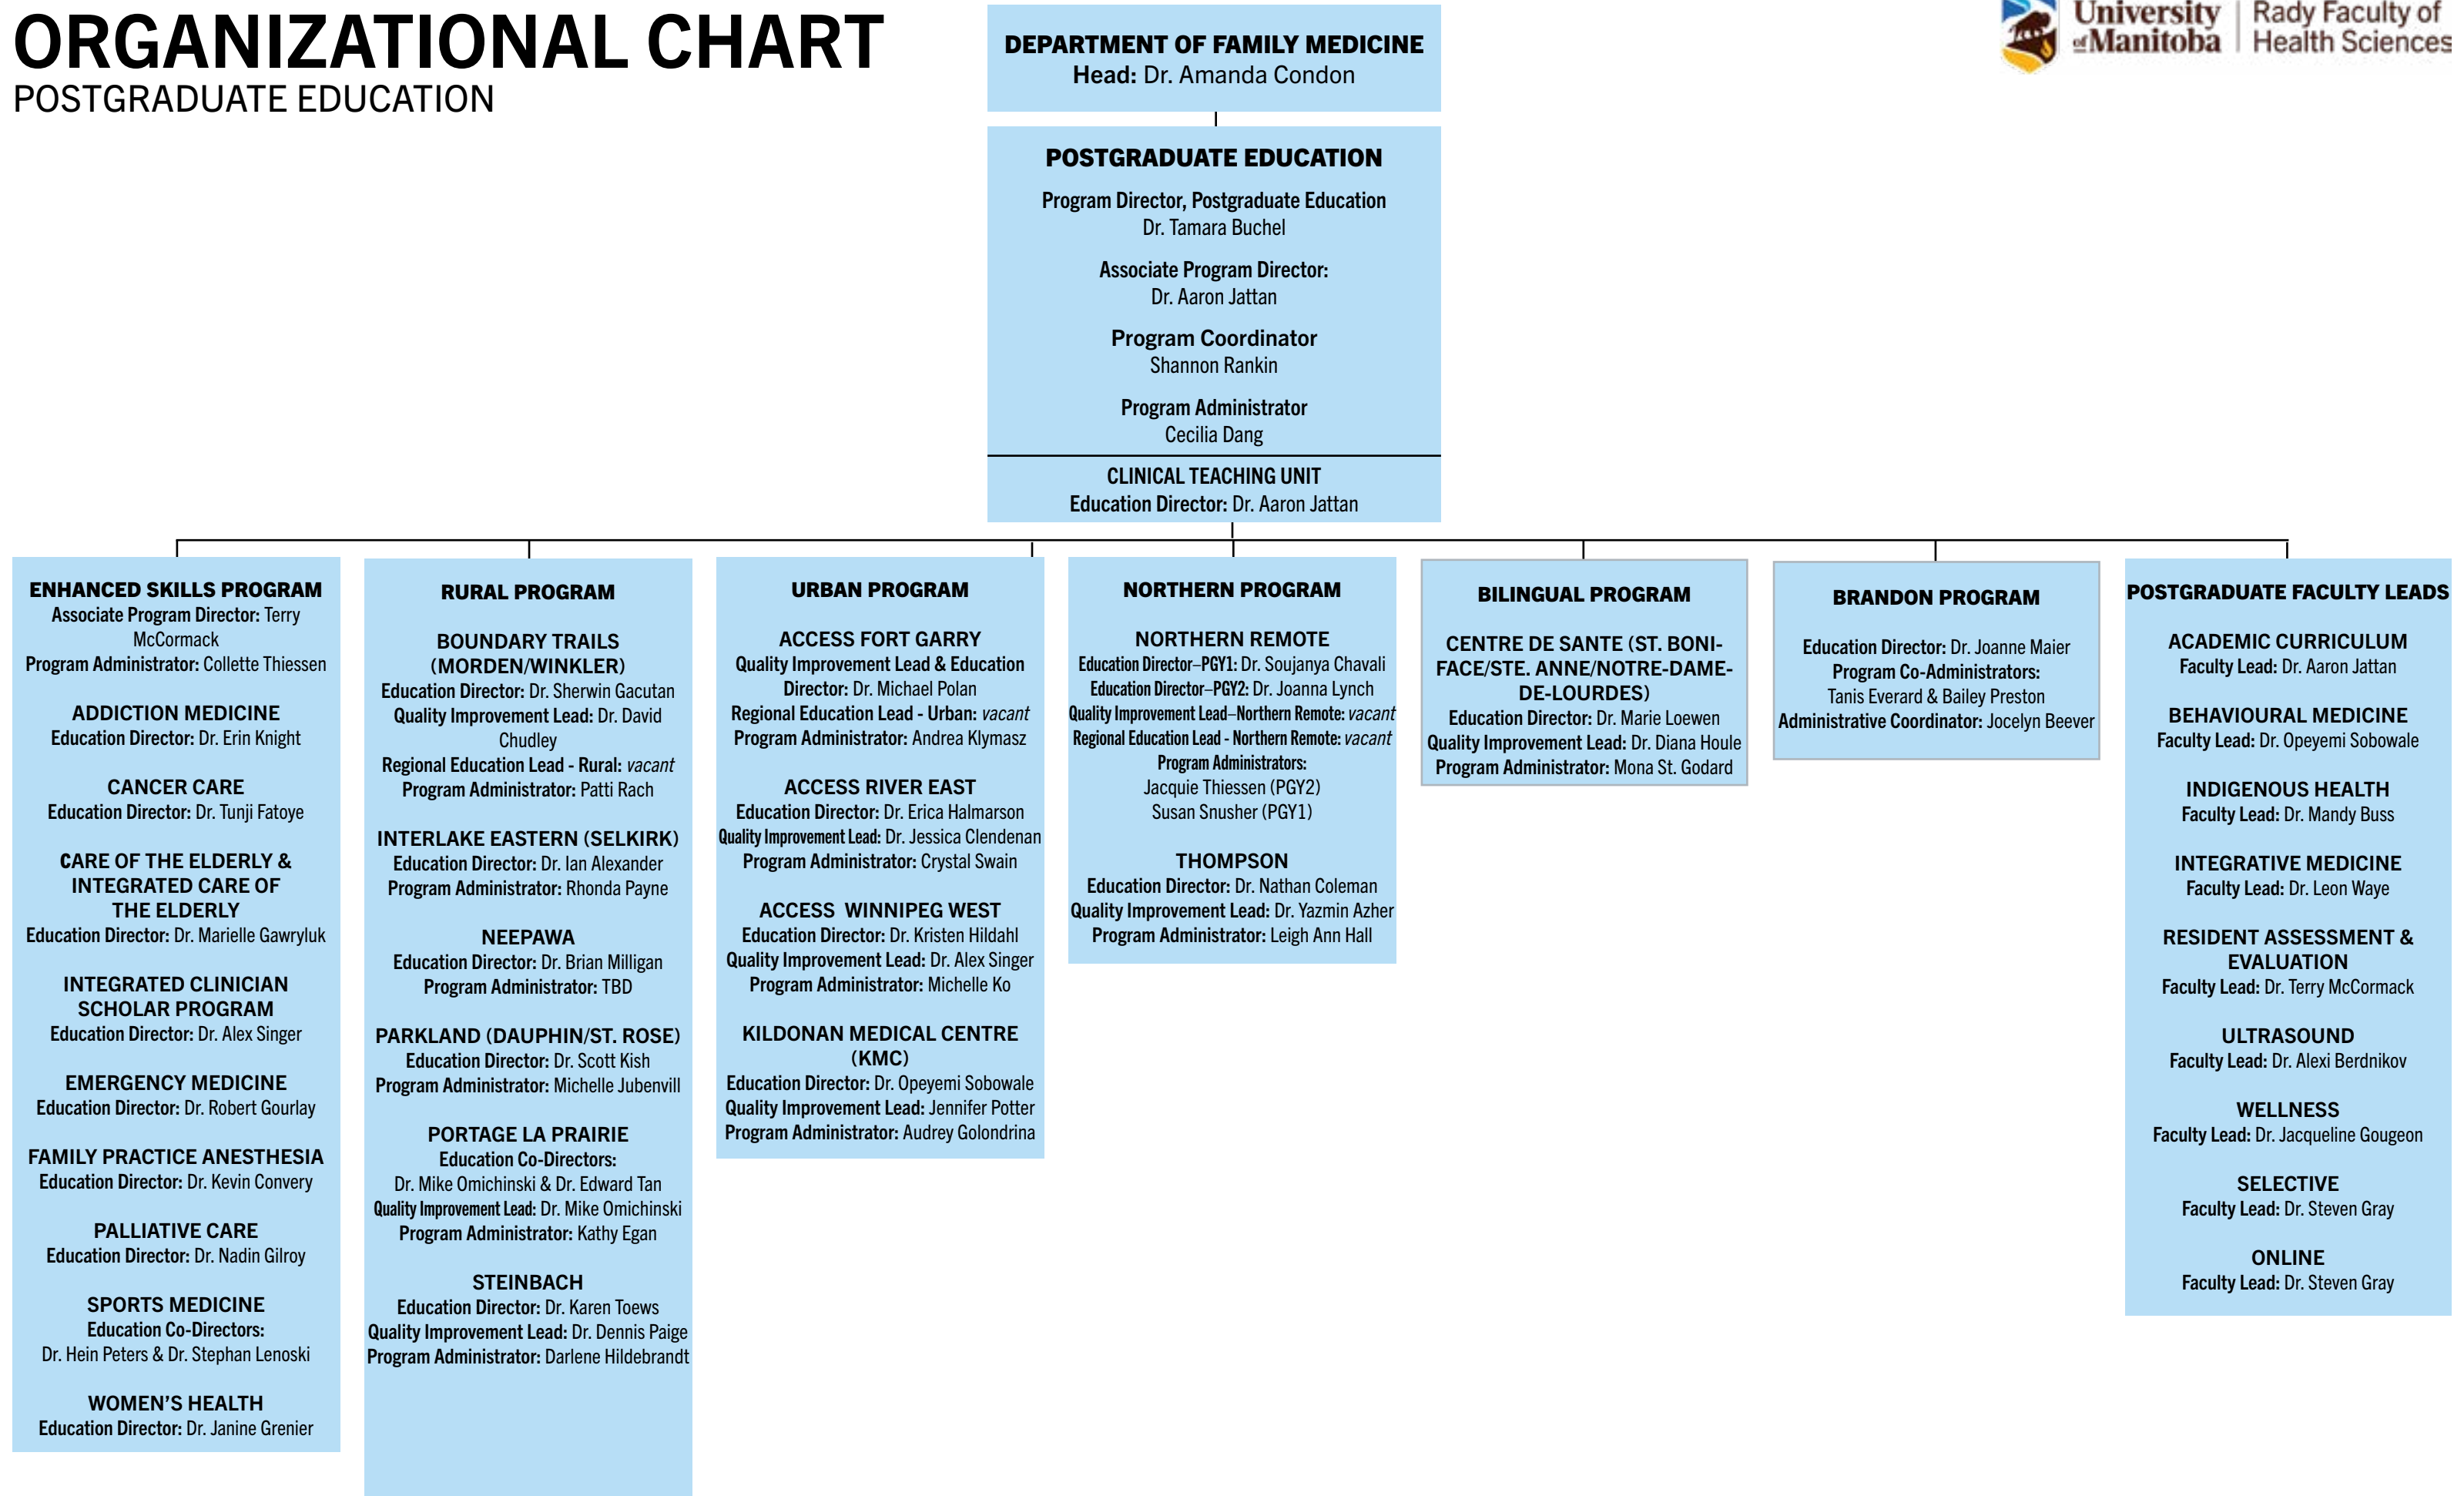 ORGANIZATIONAL CHART
POSTGRADUATE EDUCATION
University
of Manitoba
Rady Faculty of
Health Sciences
DEPARTMENT OF FAMILY MEDICINE
Head: Dr. Amanda Condon
POSTGRADUATE EDUCATION
Program Director, Postgraduate Education
Dr. Tamara Buchel
Associate Program Director:
Dr. Aaron Jattan
Program Coordinator
Shannon Rankin
Program Administrator
Cecilia Dang
CLINICAL TEACHING UNIT
Education Director: Dr. Aaron Jattan
ENHANCED SKILLS PROGRAM
Associate Program Director: Terry
McCormack
Program Administrator: Collette Thiessen
ADDICTION MEDICINE
Education Director: Dr. Erin Knight
CANCER CARE
Education Director: Dr. Tunji Fatoye
CARE OF THE ELDERLY &
INTEGRATED CARE OF
THE ELDERLY
Education Director: Dr. Marielle Gawryluk
INTEGRATED CLINICIAN
SCHOLAR PROGRAM
Education Director: Dr. Alex Singer
EMERGENCY MEDICINE
Education Director: Dr. Robert Gourlay
FAMILY PRACTICE ANESTHESIA
Education Director: Dr. Kevin Convery
PALLIATIVE CARE
Education Director: Dr. Nadin Gilroy
SPORTS MEDICINE
Education Co-Directors:
Dr. Hein Peters & Dr. Stephan Lenoski
WOMEN'S HEALTH
Education Director: Dr. Janine Grenier
RURAL PROGRAM
BOUNDARY TRAILS
(MORDEN/WINKLER)
Education Director: Dr. Sherwin Gacutan
Quality Improvement Lead: Dr. David
Chudley
Regional Education Lead - Rural: vacant
Program Administrator: Patti Rach
INTERLAKE EASTERN (SELKIRK)
Education Director: Dr. Ian Alexander
Program Administrator: Rhonda Payne
NEEPAWA
Education Director: Dr. Brian Milligan
Program Administrator: TBD
PARKLAND (DAUPHIN/ST. ROSE)
Education Director: Dr. Scott Kish
Program Administrator: Michelle Jubenvill
PORTAGE LA PRAIRIE
Education Co-Directors:
Dr. Mike Omichinski & Dr. Edward Tan
Quality Improvement Lead: Dr. Mike Omichinski
Program Administrator: Kathy Egan
STEINBACH
Education Director: Dr. Karen Toews
Quality Improvement Lead: Dr. Dennis Paige
Program Administrator: Darlene Hildebrandt
URBAN PROGRAM
ACCESS FORT GARRY
Quality Improvement Lead & Education
Director: Dr. Michael Polan
Regional Education Lead - Urban: vacant
Program Administrator: Andrea Klymasz
ACCESS RIVER EAST
Education Director: Dr. Erica Halmarson
Quality Improvement Lead: Dr. Jessica Clendenan
Program Administrator: Crystal Swain
ACCESS WINNIPEG WEST
Education Director: Dr. Kristen Hildahl
Quality Improvement Lead: Dr. Alex Singer
Program Administrator: Michelle Ko
KILDONAN MEDICAL CENTRE
(KMC)
Education Director: Dr. Opeyemi Sobowale
Quality Improvement Lead: Jennifer Potter
Program Administrator: Audrey Golondrina
NORTHERN PROGRAM
NORTHERN REMOTE
Education Director–PGY1: Dr. Soujanya Chavali
Education Director–PGY2: Dr. Joanna Lynch
Quality Improvement Lead–Northern Remote: vacant
Regional Education Lead - Northern Remote: vacant
Program Administrators:
Jacquie Thiessen (PGY2)
Susan Snusher (PGY1)
THOMPSON
Education Director: Dr. Nathan Coleman
Quality Improvement Lead: Dr. Yazmin Azher
Program Administrator: Leigh Ann Hall
BILINGUAL PROGRAM
CENTRE DE SANTE (ST. BONI-
FACE/STE. ANNE/NOTRE-DAME-
DE-LOURDES)
Education Director: Dr. Marie Loewen
Quality Improvement Lead: Dr. Diana Houle
Program Administrator: Mona St. Godard
BRANDON PROGRAM
Education Director: Dr. Joanne Maier
Program Co-Administrators:
Tanis Everard & Bailey Preston
Administrative Coordinator: Jocelyn Beever
POSTGRADUATE FACULTY LEADS
ACADEMIC CURRICULUM
Faculty Lead: Dr. Aaron Jattan
BEHAVIOURAL MEDICINE
Faculty Lead: Dr. Opeyemi Sobowale
INDIGENOUS HEALTH
Faculty Lead: Dr. Mandy Buss
INTEGRATIVE MEDICINE
Faculty Lead: Dr. Leon Waye
RESIDENT ASSESSMENT &
EVALUATION
Faculty Lead: Dr. Terry McCormack
ULTRASOUND
Faculty Lead: Dr. Alexi Berdnikov
WELLNESS
Faculty Lead: Dr. Jacqueline Gougeon
SELECTIVE
Faculty Lead: Dr. Steven Gray
ONLINE
Faculty Lead: Dr. Steven Gray